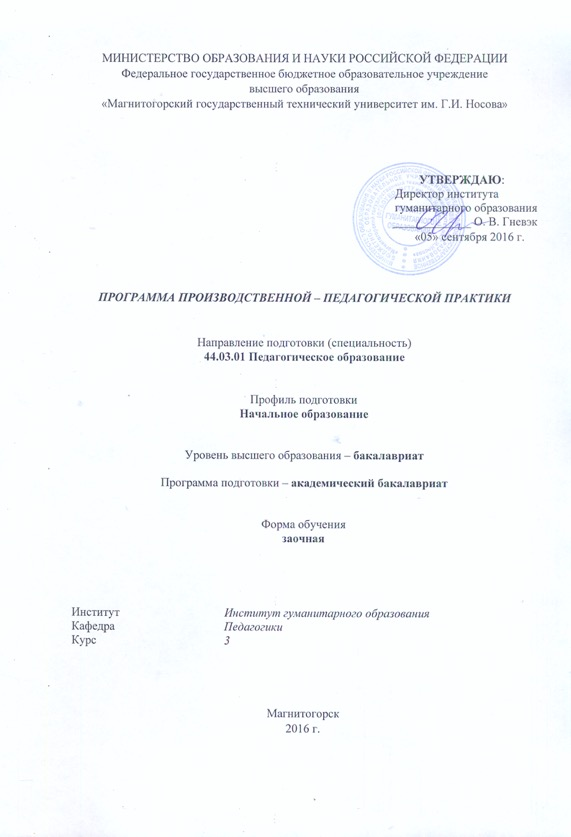 МИНИСТЕРСТВО ОБРАЗОВАНИЯ И НАУКИ РОССИЙСКОЙ ФЕДЕРАЦИИ
Федеральное государственное бюджетное образовательное учреждение
высшего образования
«Магнитогорский государственный технический университет им. Г.И. Носова»
УТВЕРЖДАЮ:
Директор института
гуманитарного образования
О. В. Гневэк
«05» сентября 2016 г.
ПРОГРАММА ПРОИЗВОДСТВЕННОЙ – ПЕДАГОГИЧЕСКОЙ ПРАКТИКИ
Направление подготовки (специальность)
44.03.01 Педагогическое образование
Профиль подготовки
Начальное образование
Уровень высшего образования – бакалавриат
Программа подготовки – академический бакалавриат
Форма обучения
заочная
Институт Институт гуманитарного образования
Кафедра Педагогики
Курс 3
Магнитогорск
2016 г.